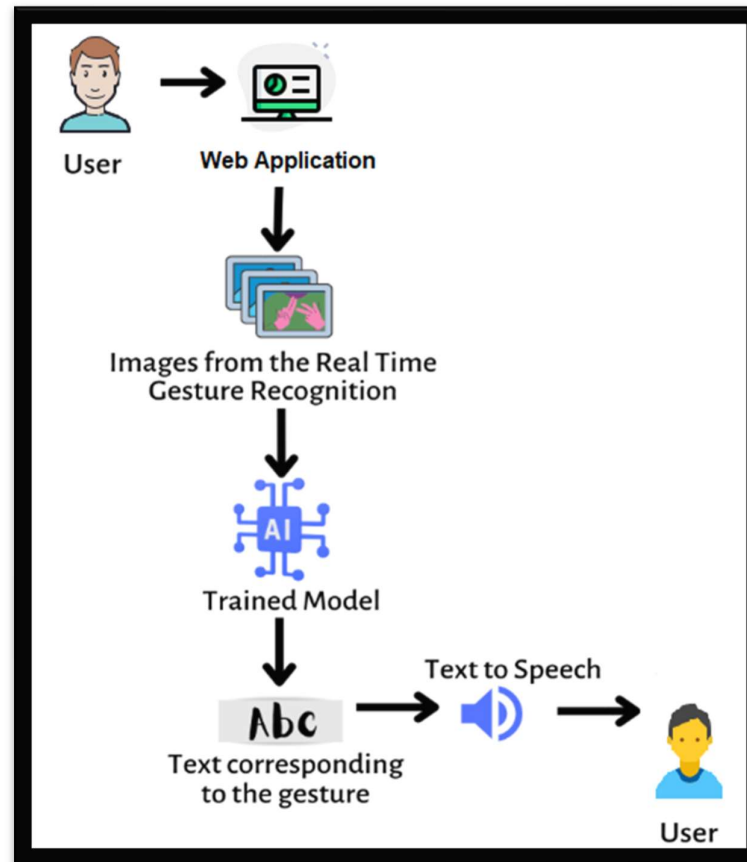 User
Web Application
Images from the Real Time
Gesture Recognition
AI
Trained Model
Text to Speech
Abc
Text corresponding
to the gesture
User